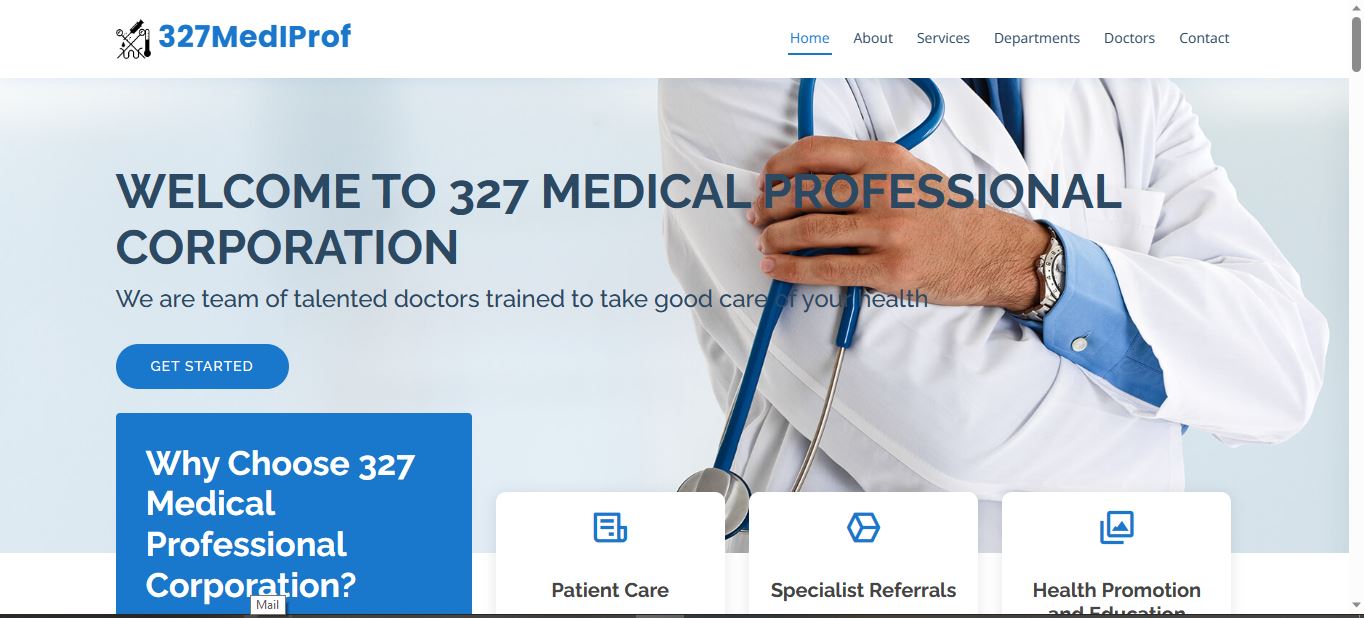 327MedIProf
Home About Services Departments Doctors Contact
WELCOME TO 327 MEDICAL PROFESSIONAL
CORPORATION
We are team of talented doctors trained to take good care of your health
GET STARTED
Why Choose 327
Medical
Professional
Corporation?
Mail
Patient Care
Specialist Referrals
Health Promotion
and Education